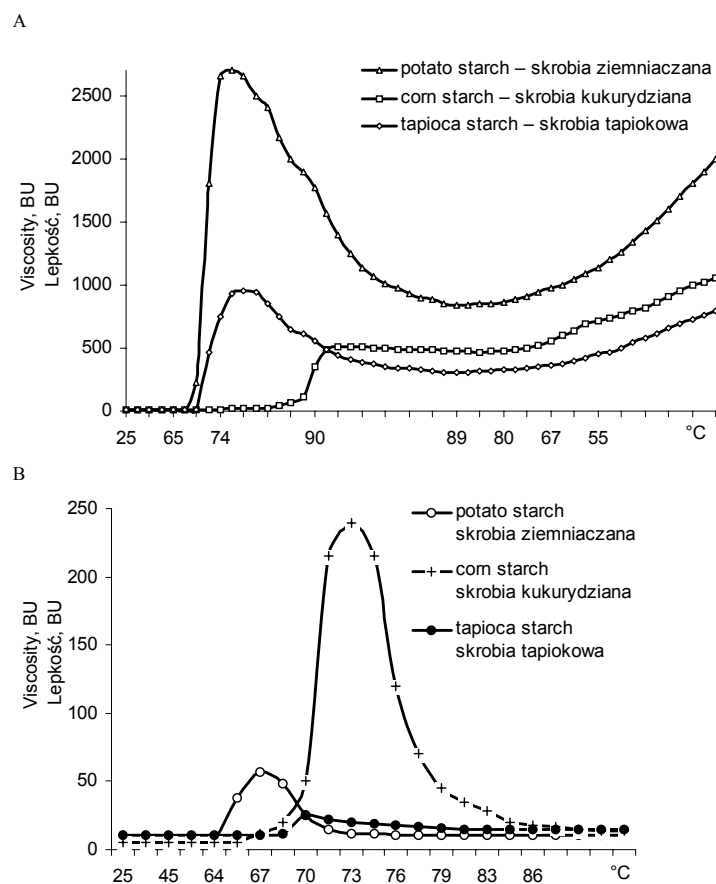 A
potato starch – skrobia ziemniaczana
corn starch – skrobia kukurydziana
tapioca starch – skrobia tapiokowa
Viscosity, BU
Lepkość, BU
2500
2000
1500
1000
500
0
25 65 74 90 89 80 67 55 °C
B
potato starch
skrobia ziemniaczana
corn starch
skrobia kukurydziana
tapioca starch
skrobia tapiokowa
Viscosity, BU
Lepkość, BU
250
200
150
100
50
0
25 45 64 67 70 73 76 79 83 86 °C